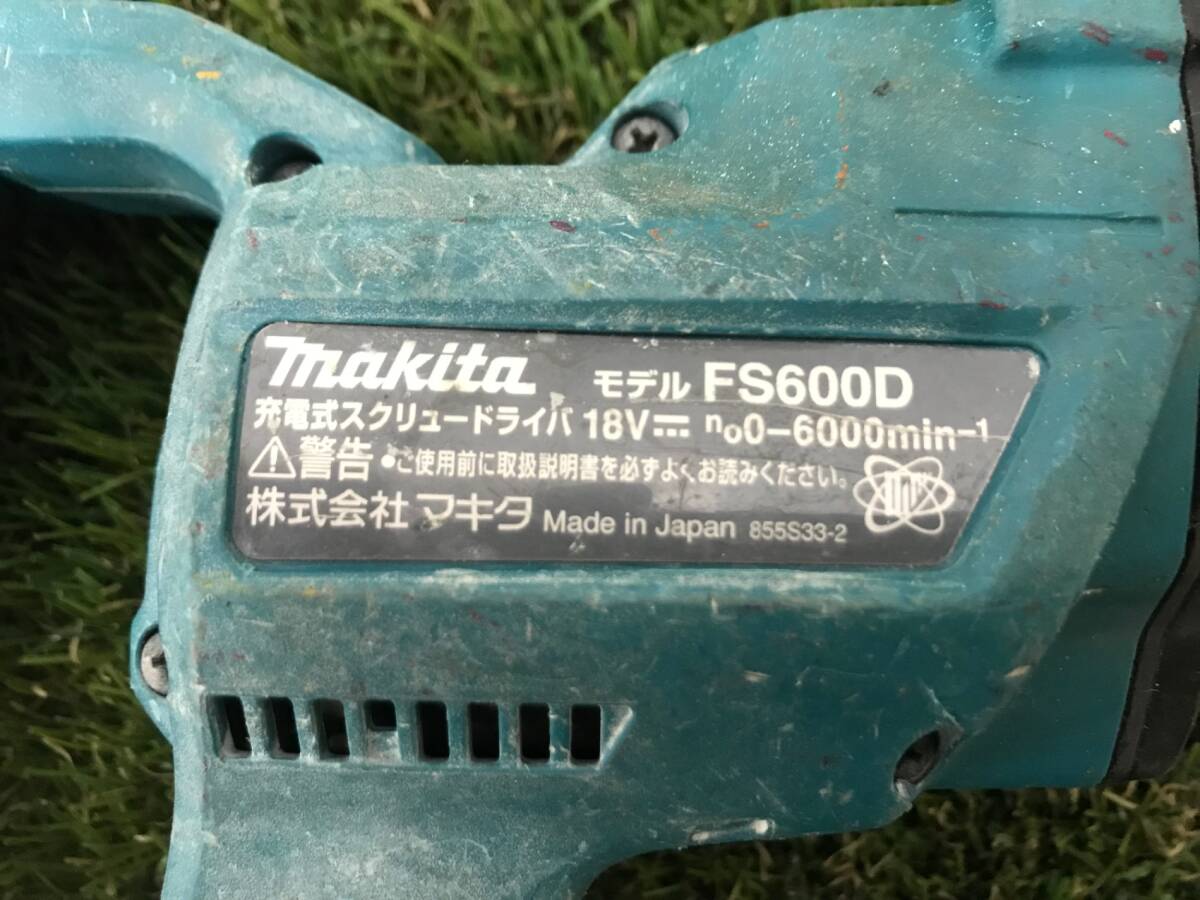 makita モデル FS600D
充電式スクリュードライバ 18V⎓ n₀0-6000min⁻¹
⚠警告 ●ご使用前に取扱説明書を必ずよくお読みください。
株式会社 マキタ Made in Japan 855S33-2